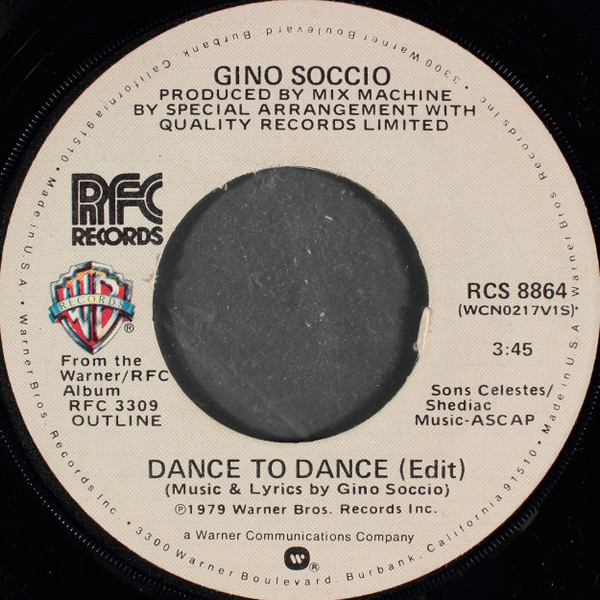 GINO SOCCIO
PRODUCED BY MIX MACHINE
BY SPECIAL ARRANGEMENT WITH
QUALITY RECORDS LIMITED
RFC
RECORDS
WB
RECORDS
®
From the
Warner/RFC
Album
RFC 3309
OUTLINE
RCS 8864
(WCN0217V1S)•
3:45
Sons Celestes/
Shediac
Music-ASCAP
DANCE TO DANCE (Edit)
(Music & Lyrics by Gino Soccio)
℗1979 Warner Bros. Records Inc.
a Warner Communications Company
W ®
Made in U.S.A. • Warner Bros. Records Inc. • 3300 Warner Boulevard, Burbank, California 91510 •
Made in U.S.A. • Warner Bros. Records Inc. • 3300 Warner Boulevard, Burbank, California 91510 •